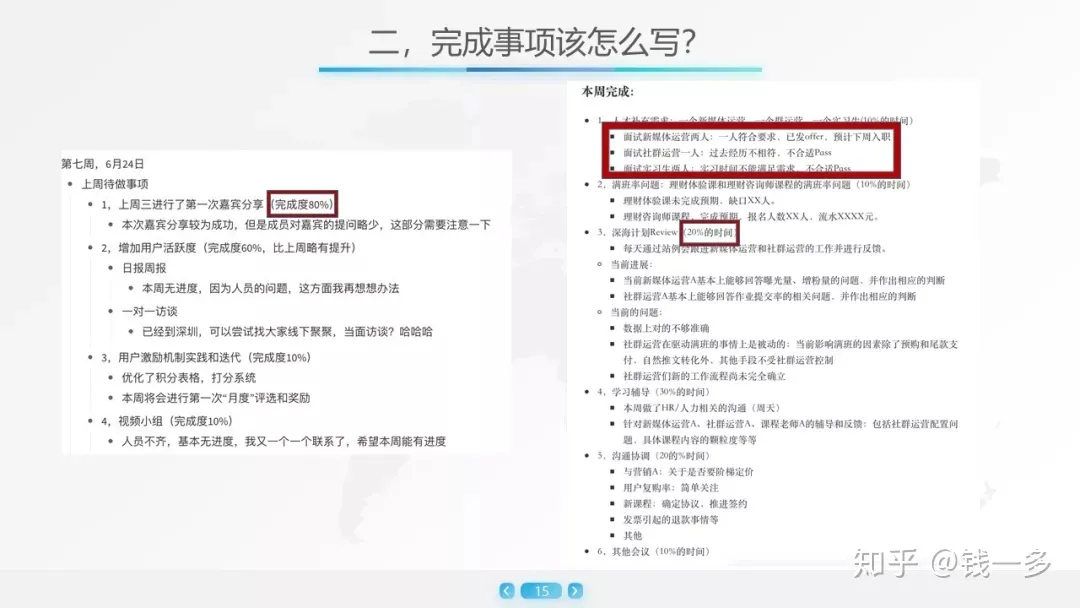 二，完成事项该怎么写？
第七周，6月24日
上周待做事项
1，上周三进行了第一次嘉宾分享（完成度80%）
本次嘉宾分享较为成功，但是成员对嘉宾的提问略少，这部分需要注意一下
2，增加用户活跃度（完成度60%，比上周略有提升）
日报周报
本周无进度，因为人员的问题，这方面我再想想办法
一对一访谈
已经到深圳，可以尝试找大家线下聚聚，当面访谈？哈哈哈
3，用户激励机制实践和迭代（完成度10%）
优化了积分表格，打分系统
本周将会进行第一次“月度”评选和奖励
4，视频小组（完成度10%）
人员不齐，基本无进度，我又一个一个联系了，希望本周能有进度
本周完成：
1，人才补充需求：一个新媒体运营、一个群运营、一个实习生(10%的时间)
面试新媒体运营两人：一人符合要求，已发offer，预计下周入职
面试社群运营一人：过去经历不相符，不合适Pass
面试实习生两人：实习时间不能满足需求，不合适Pass
2，满班率问题：理财体验课和理财咨询师课程的满班率问题（10%的时间）
理财体验课未完成预期，缺口XX人。
理财咨询师课程，完成预期，报名人数XX人，流水XXXX元。
3，深海计划Review（20%的时间）
每天通过站例会跟进新媒体运营和社群运营的工作并进行反馈。
当前进展：
当前新媒体运营A基本上能够回答曝光量、增粉量的问题，并作出相应的判断
社群运营A基本上能够回答作业提交率的相关问题，并作出相应的判断
当前的问题：
数据上对的不够准确
社群运营在驱动满班的事情上是被动的：当前影响满班的因素除了预购和尾款支
付、自然推文转化外，其他手段不受社群运营控制
社群运营们新的工作流程尚未完全确立
4，学习辅导（30%的时间）
本周做了HR/人力相关的沟通（周天）
针对新媒体运营A、社群运营A、课程老师A的辅导和反馈：包括社群运营配置问
题，具体课程内容的颗粒度等等
5，沟通协调（20的%时间）
与营销A：关于是否要阶梯定价
用户复购率：简单关注
新课程：确定协议，推进签约
发票引起的退款事情等
其他
6，其他会议（10%的时间）
知乎 @钱一多
15